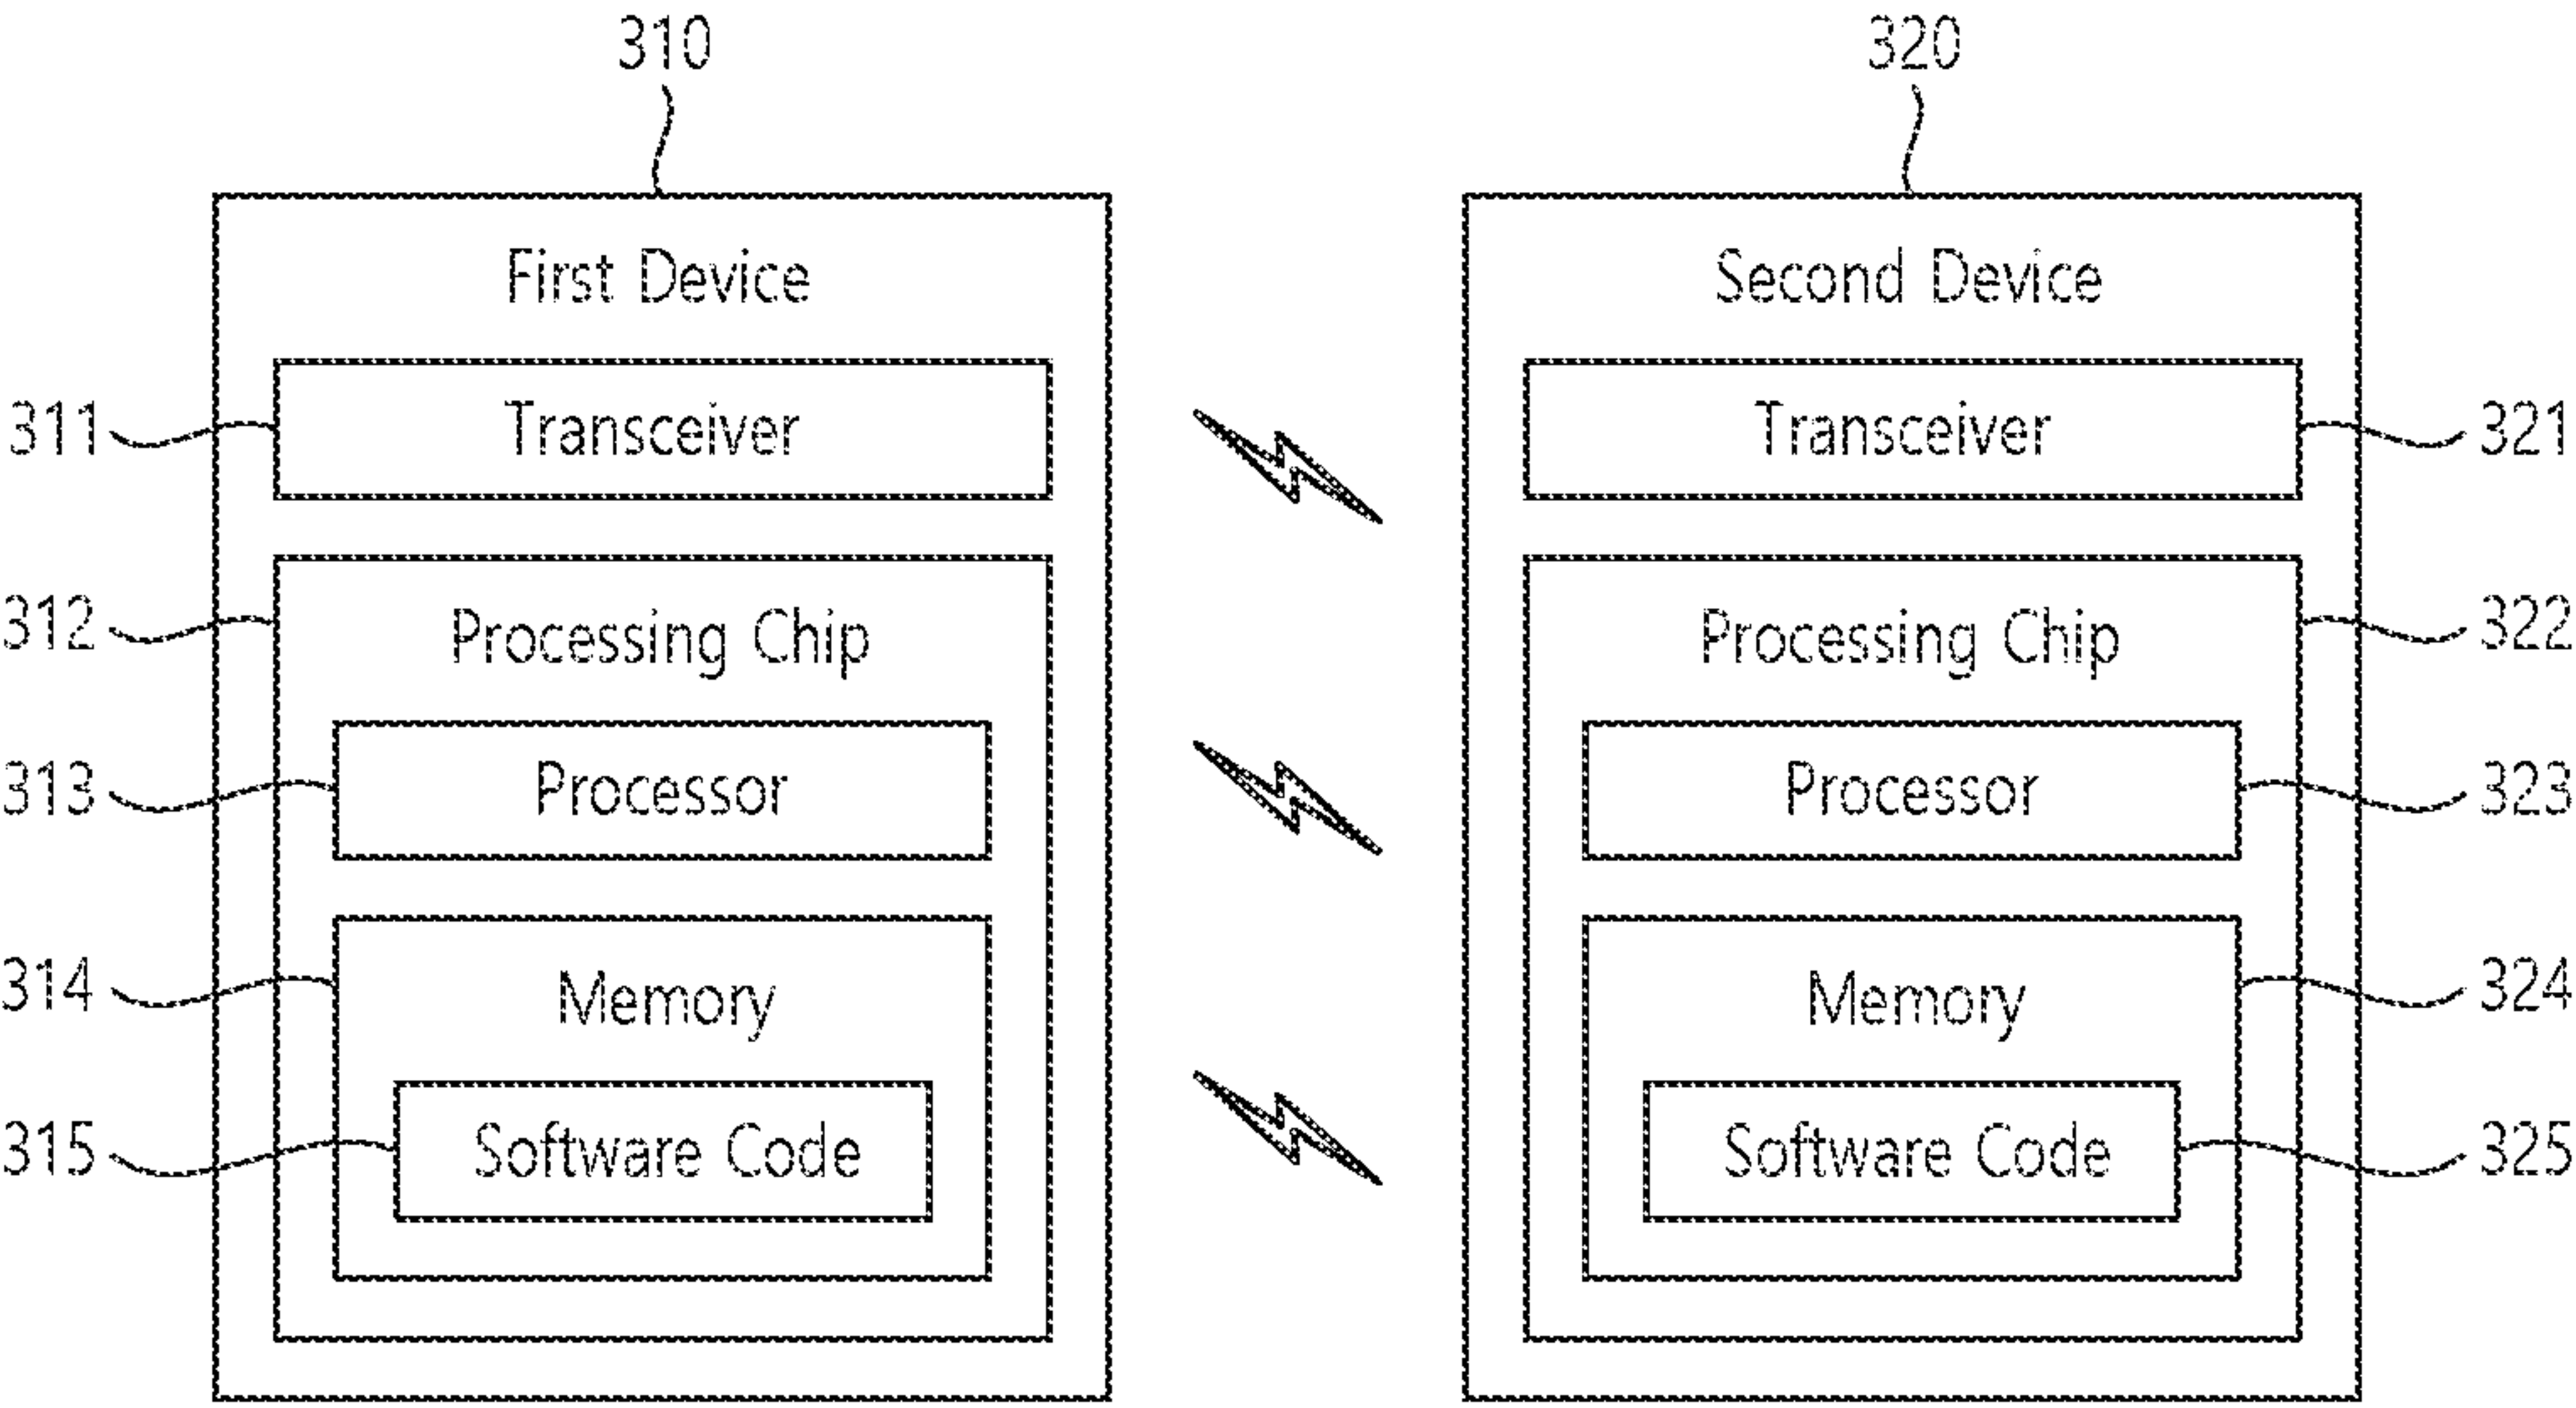 310
First Device
311
Transceiver
312
Processing Chip
313
Processor
314
Memory
315
Software Code
320
Second Device
Transceiver
321
Processing Chip
322
Processor
323
Memory
324
Software Code
325